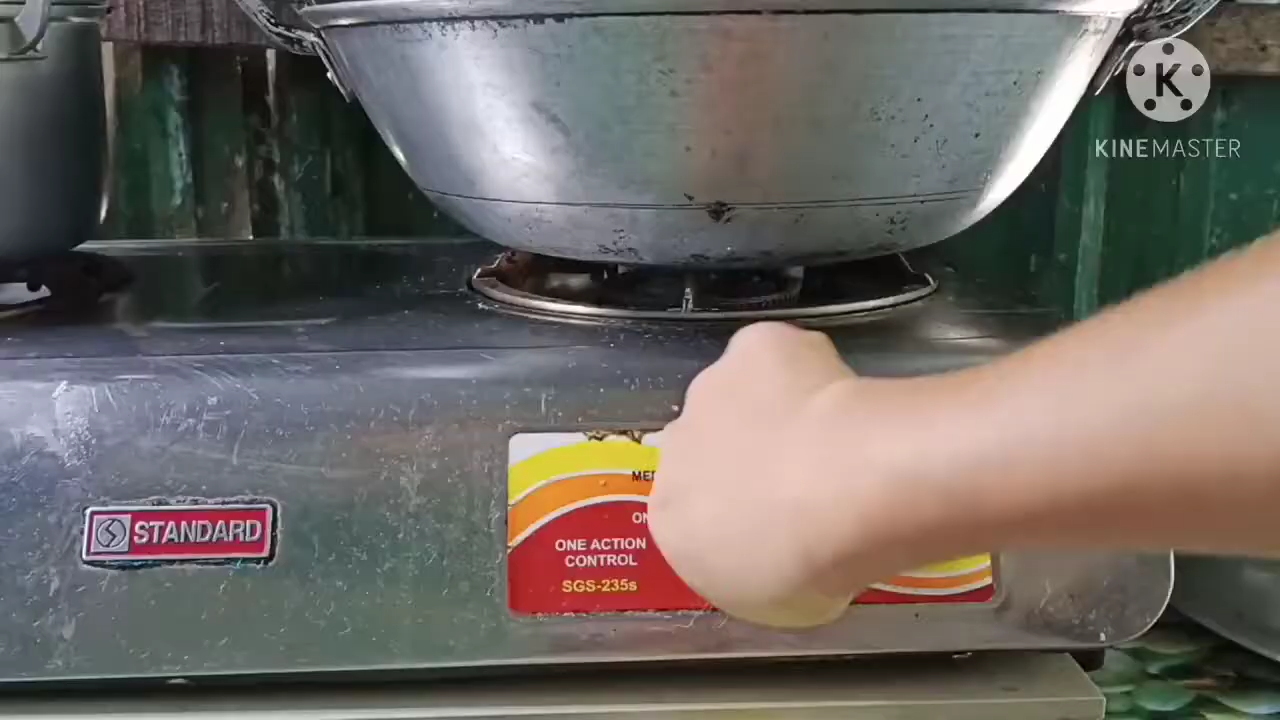 K
KINEMASTER
STANDARD
ONE ACTION
CONTROL
SGS-235s